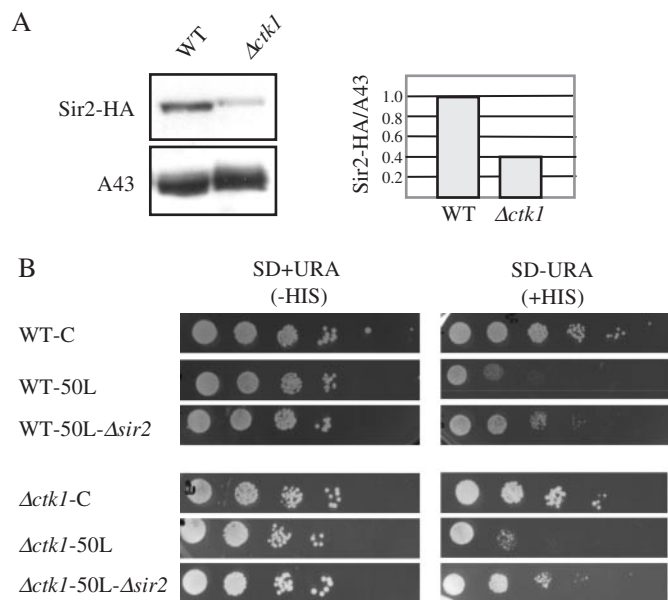 A
WT
Δctk1
Sir2-HA
A43
Sir2-HA/A43
1.0
0.8
0.6
0.4
0.2
WT
Δctk1
B
SD+URA
(-HIS)
SD-URA
(+HIS)
WT-C
WT-50L
WT-50L-Δsir2
Δctk1-C
Δctk1-50L
Δctk1-50L-Δsir2